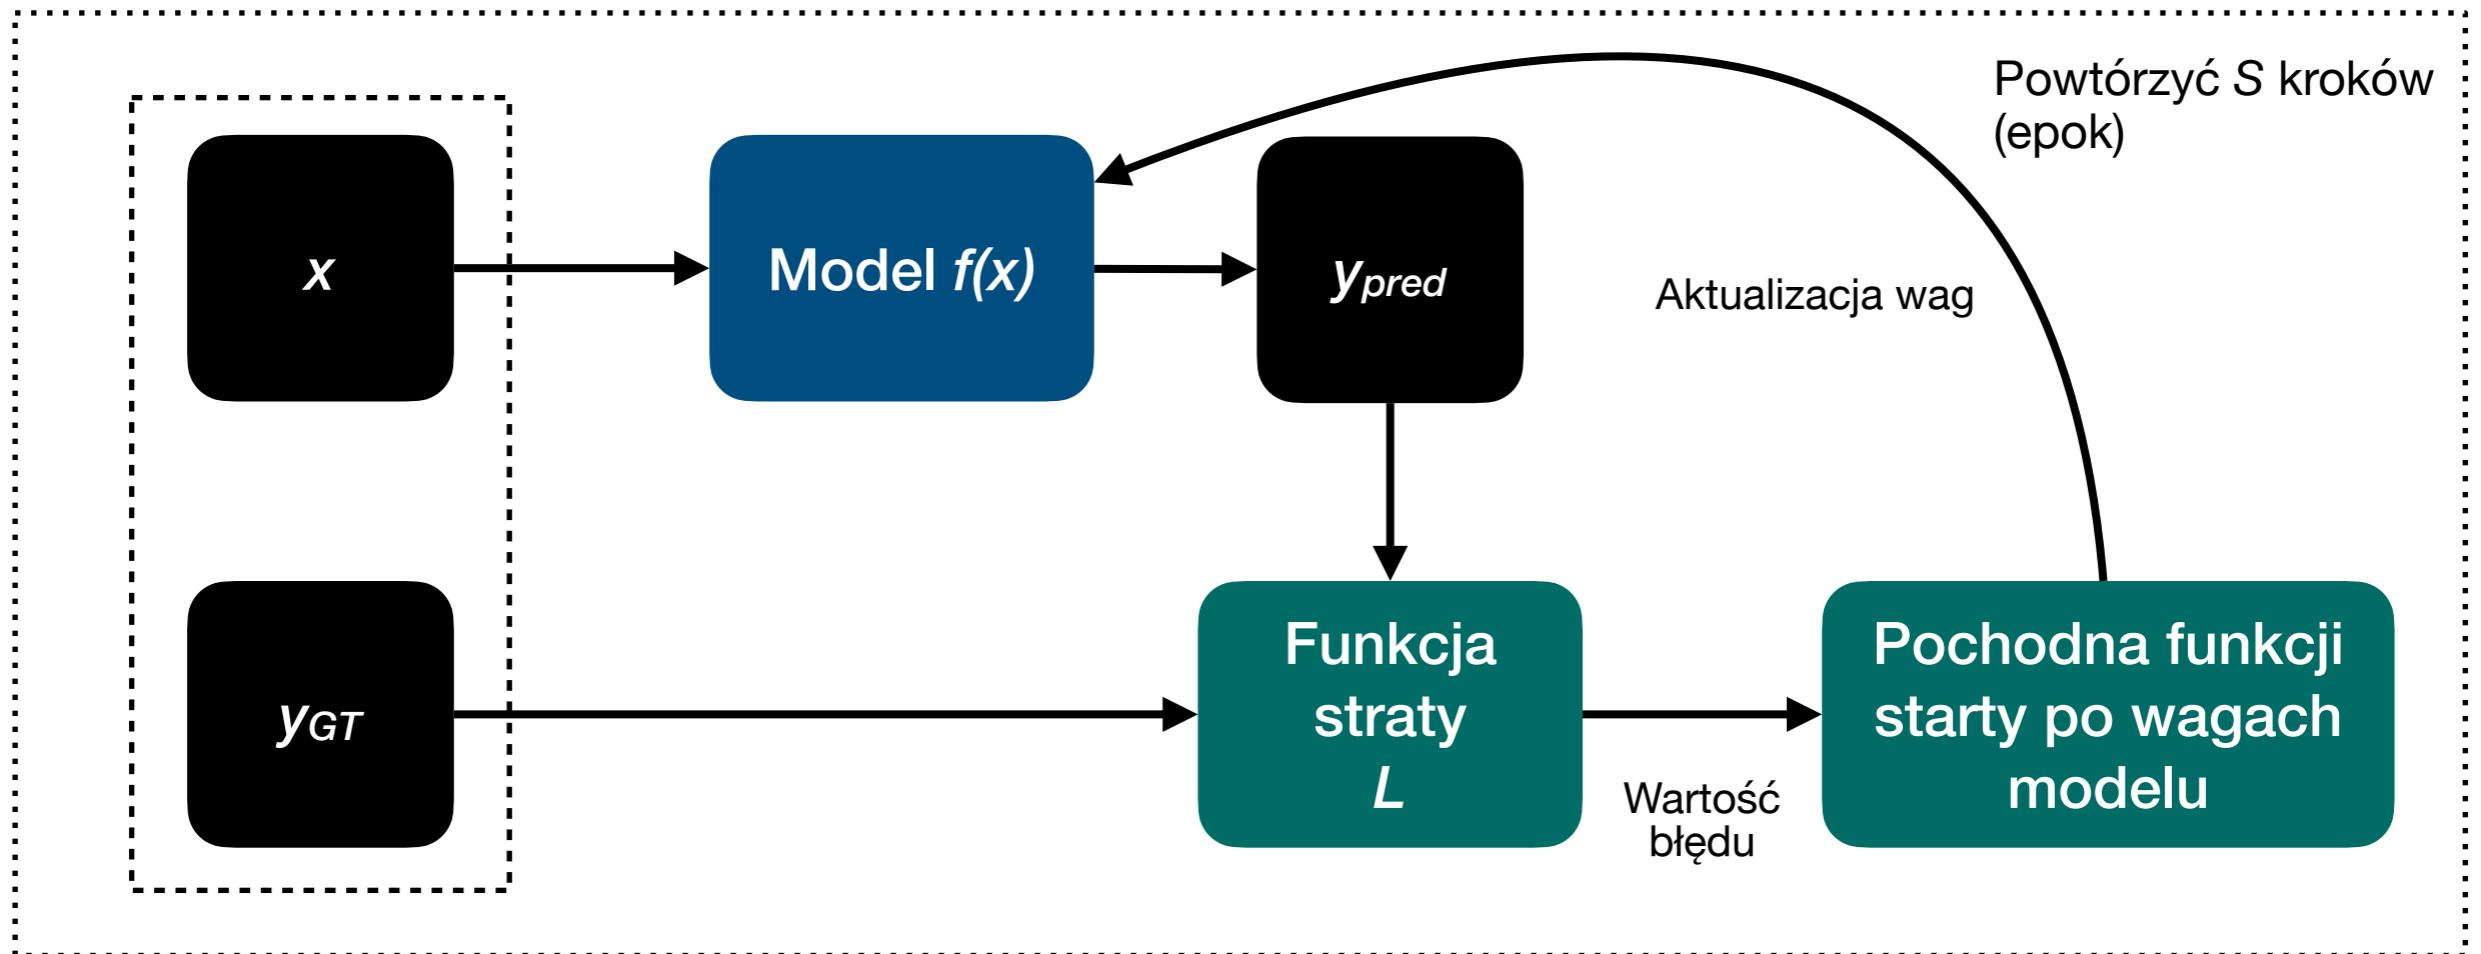 Powtórzyć S kroków
(epok)
x
Model f(x)
ypred
Aktualizacja wag
yGT
Funkcja
straty
L
Wartość
błędu
Pochodna funkcji
starty po wagach
modelu